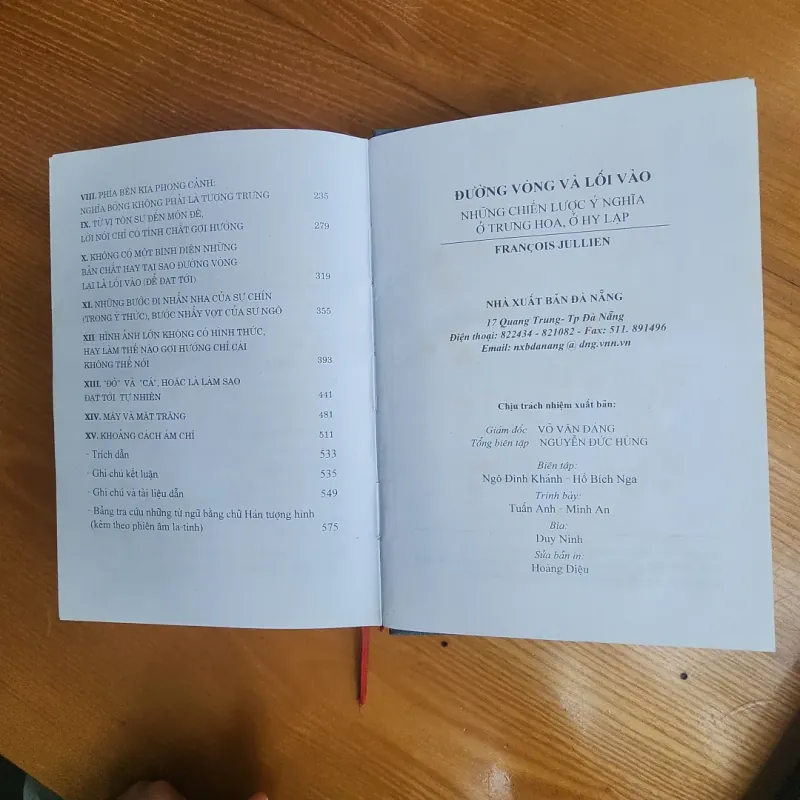 VIII. PHÍA BÊN KIA PHONG CẢNH:
NGHĨA BÓNG KHÔNG PHẢI LÀ TƯỢNG TRƯNG 235
IX. TỪ VỊ TÔN SƯ ĐẾN MÔN ĐỆ,
LỜI NÓI CHỈ CÓ TÍNH CHẤT GỢI HƯỚNG 279
X. KHÔNG CÓ MỘT BÌNH DIỆN NHỮNG
BẢN CHẤT HAY TẠI SAO ĐƯỜNG VÒNG
LẠI LÀ LỐI VÀO (ĐỂ ĐẠT TỚI) 319
XI. NHỮNG BƯỚC ĐI NHẨN NHA CỦA SỰ CHÍN
(TRONG Ý THỨC), BƯỚC NHẢY VỌT CỦA SỰ NGỘ 355
XII HÌNH ẢNH LỚN KHÔNG CÓ HÌNH THỨC,
HAY LÀM THẾ NÀO GỢI HƯỚNG CHỈ CÁI
KHÔNG THỂ NÓI 393
XIII. "ĐỒ" VÀ "CÁ", HOẶC LÀ LÀM SAO
ĐẠT TỚI TỰ NHIÊN 441
XIV. MÂY VÀ MẶT TRĂNG 481
XV. KHOẢNG CÁCH ÁM CHỈ 511
- Trích dẫn 533
- Ghi chú kết luận 535
- Ghi chú và tài liệu dẫn 549
- Bảng tra cứu những từ ngữ bằng chữ Hán tượng hình
(kèm theo phiên âm la-tinh) 575
ĐƯỜNG VÒNG VÀ LỐI VÀO
NHỮNG CHIẾN LƯỢC Ý NGHĨA
Ở TRUNG HOA, Ở HY LẠP
FRANÇOIS JULLIEN
NHÀ XUẤT BẢN ĐÀ NẴNG
17 Quang Trung- Tp Đà Nẵng
Điện thoại: 822434 - 821082 - Fax: 511. 891496
Email: nxbdanang @ dng.vnn.vn
Chịu trách nhiệm xuất bản:
Giám đốc VÕ VĂN ĐÁNG
Tổng biên tập NGUYỄN ĐỨC HÙNG
Biên tập:
Ngô Đình Khánh - Hồ Bích Nga
Trình bày:
Tuấn Anh - Minh An
Bìa:
Duy Ninh
Sửa bản in:
Hoàng Diệu